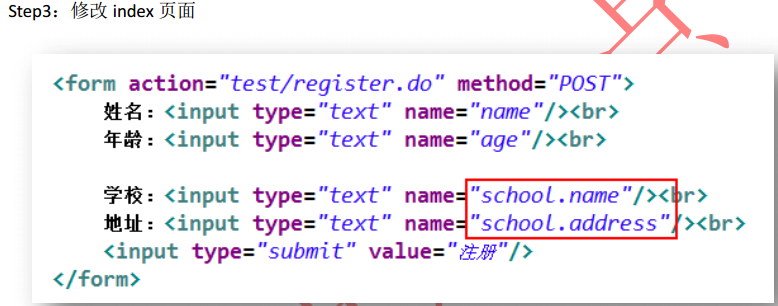 Step3：修改 index 页面
<form action="test/register.do" method="POST">
姓名：<input type="text" name="name"/><br>
年龄：<input type="text" name="age"/><br>
学校：<input type="text" name="school.name"/><br>
地址：<input type="text" name="school.address"/><br>
<input type="submit" value="注册"/>
</form>